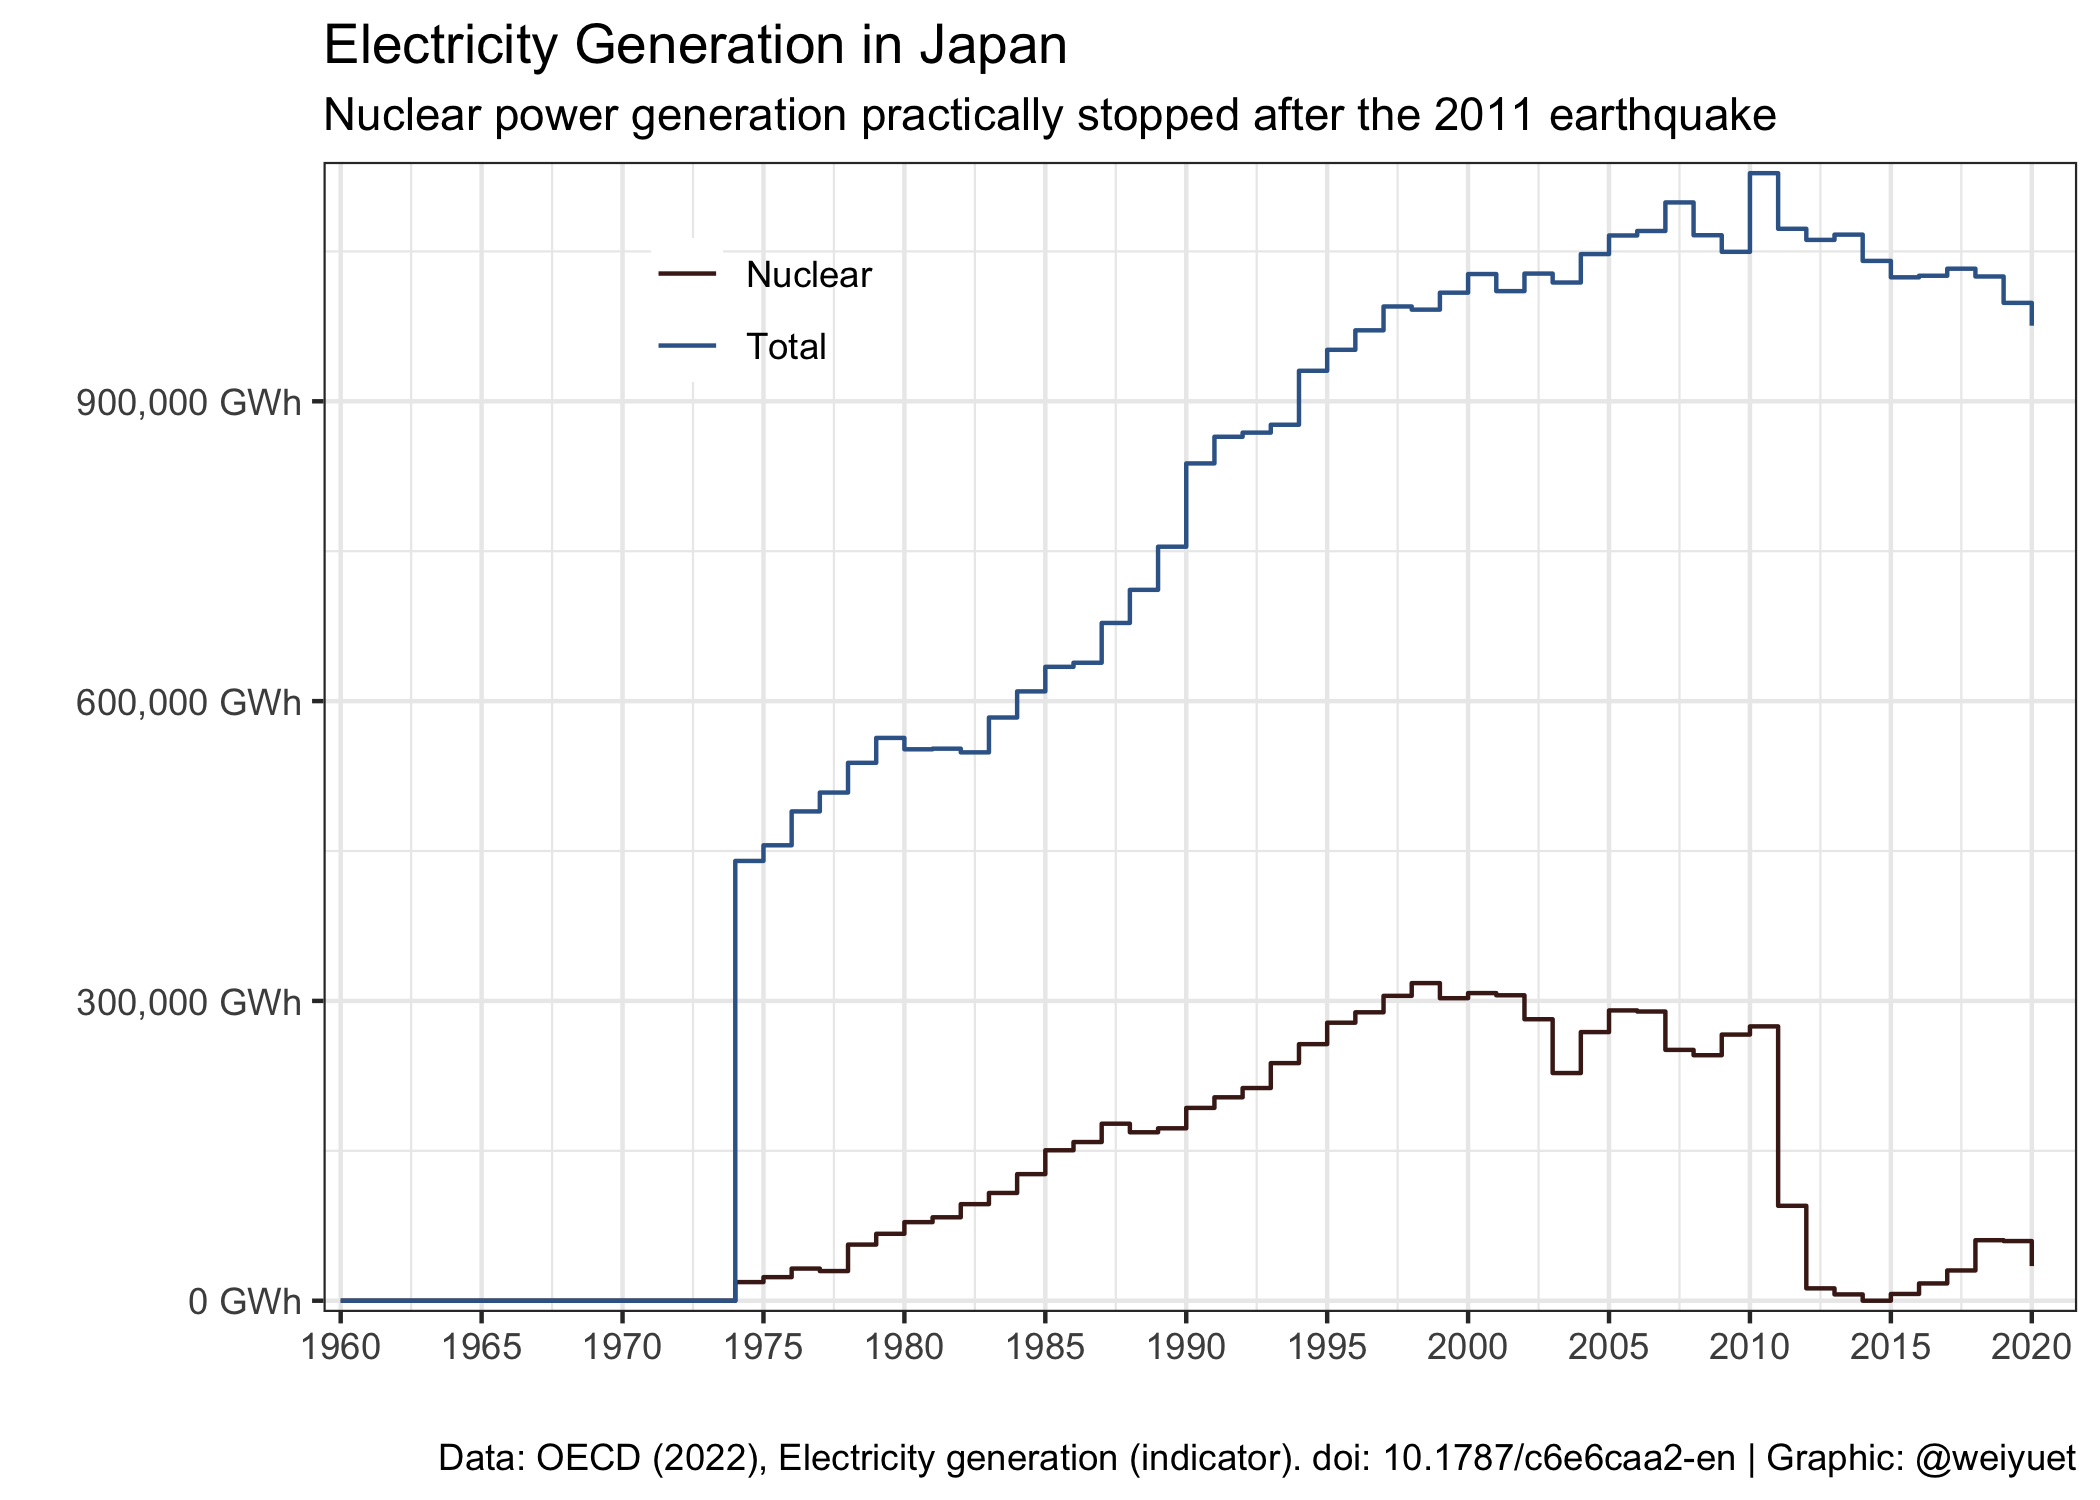 Electricity Generation in Japan
Nuclear power generation practically stopped after the 2011 earthquake
Nuclear
Total
900,000 GWh
600,000 GWh
300,000 GWh
0 GWh
1960 1965 1970 1975 1980 1985 1990 1995 2000 2005 2010 2015 2020
Data: OECD (2022), Electricity generation (indicator). doi: 10.1787/c6e6caa2-en | Graphic: @weiyuet